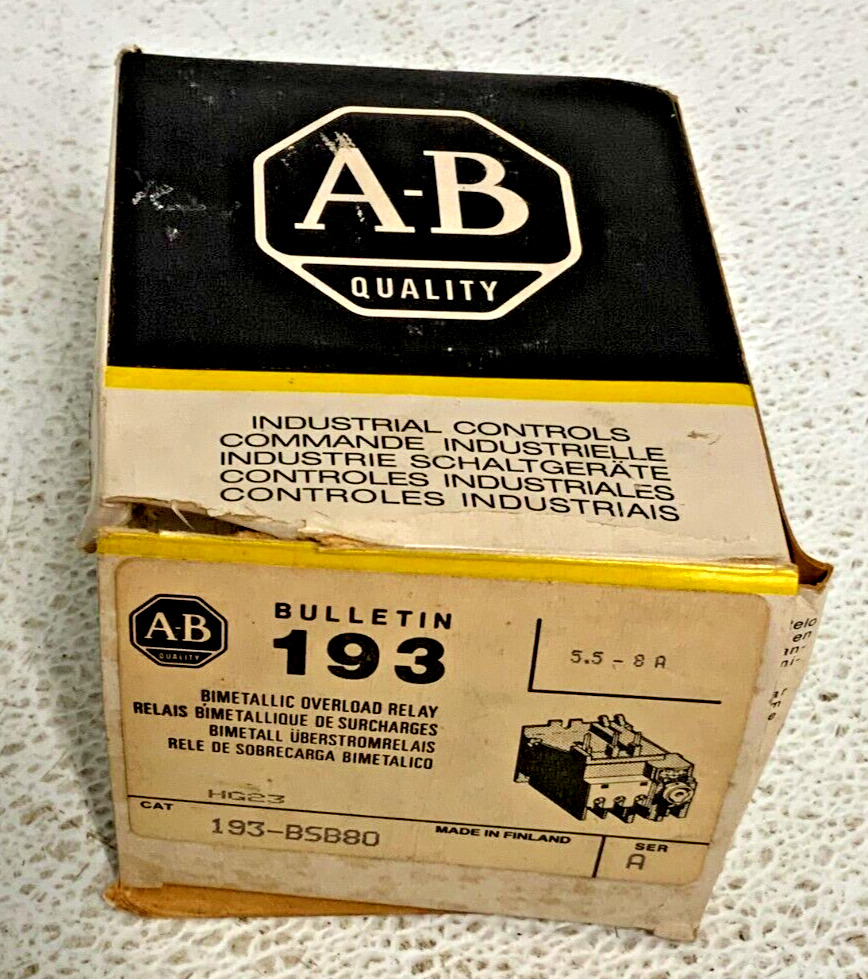 A-B
QUALITY
INDUSTRIAL CONTROLS
COMMANDE INDUSTRIELLE
INDUSTRIE SCHALTGERÄTE
CONTROLES INDUSTRIALES
CONTROLES INDUSTRIAIS
A-B
QUALITY
BULLETIN
193
5.5 - 8 A
BIMETALLIC OVERLOAD RELAY
RELAIS BIMETALLIQUE DE SURCHARGES
BIMETALL ÜBERSTROMRELAIS
RELE DE SOBRECARGA BIMETALICO
HG23
CAT
193-BSB80
MADE IN FINLAND
SER
A